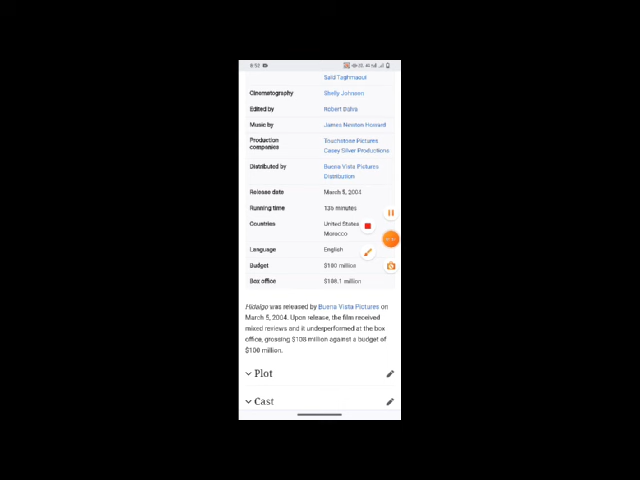 8:52
Saïd Taghmaoui
Cinematography Shelly Johnson
Edited by Robert Dalva
Music by James Newton Howard
Production companies Touchstone Pictures
Casey Silver Productions
Distributed by Buena Vista Pictures
Distribution
Release date March 5, 2004
Running time 136 minutes
Countries United States
Morocco
Language English
Budget $100 million
Box office $108.1 million
Hidalgo was released by Buena Vista Pictures on
March 5, 2004. Upon release, the film received
mixed reviews and it underperformed at the box
office, grossing $108 million against a budget of
$100 million.
Plot
Cast